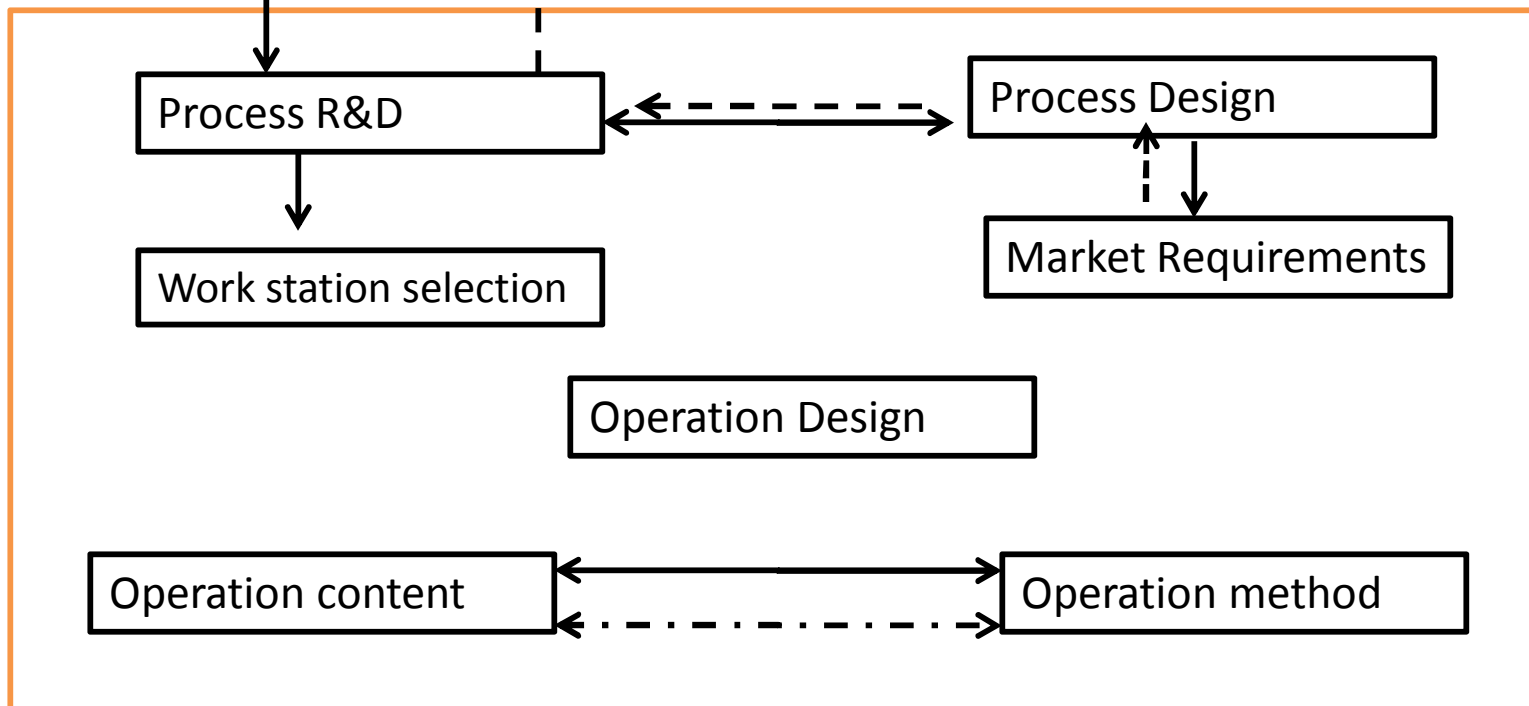 Process R&D
Process Design
Market Requirements
Work station selection
Operation Design
Operation content
Operation method